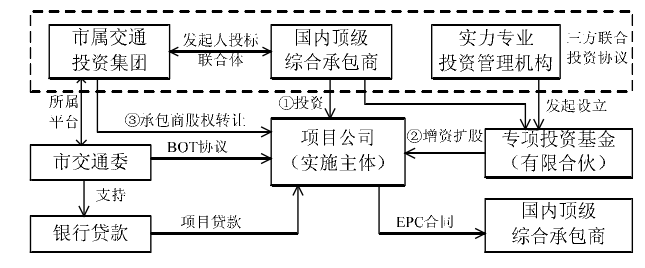 市属交通
投资集团
发起人投标
联合体
国内顶级
综合承包商
实力专业
投资管理机构
三方联合
投资协议
所属
平台
③承包商股权转让
①投资
发起设立
市交通委
BOT协议
项目公司
（实施主体）
②增资扩股
专项投资基金
（有限合伙）
支持
银行贷款
项目贷款
EPC合同
国内顶级
综合承包商